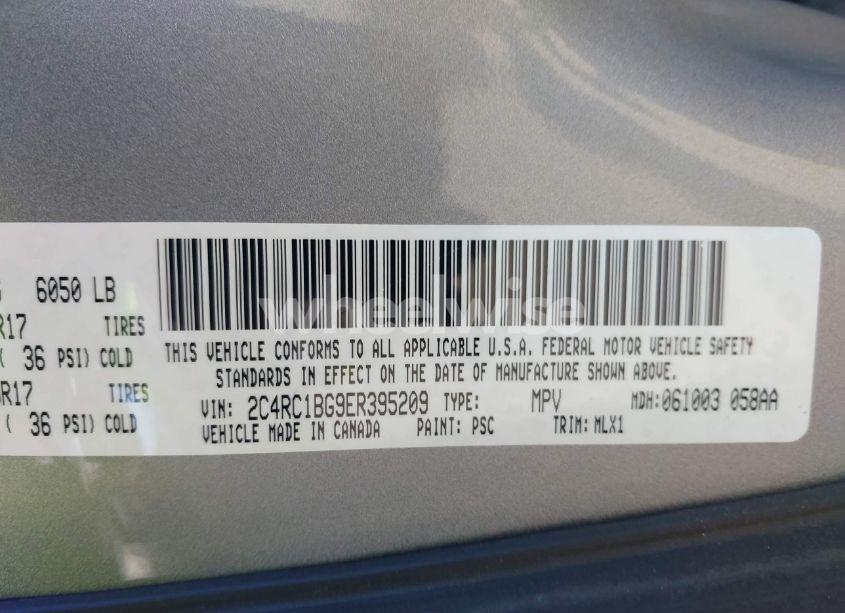 6050 LB
R17 TIRES
( 36 PSI) COLD
R17 TIRES
( 36 PSI) COLD
wheelwise
THIS VEHICLE CONFORMS TO ALL APPLICABLE U.S.A. FEDERAL MOTOR VEHICLE SAFETY
STANDARDS IN EFFECT ON THE DATE OF MANUFACTURE SHOWN ABOVE.
VIN: 2C4RC1BG9ER395209 TYPE: MPV MDH:061003 058AA
VEHICLE MADE IN CANADA PAINT: PSC TRIM: MLX1